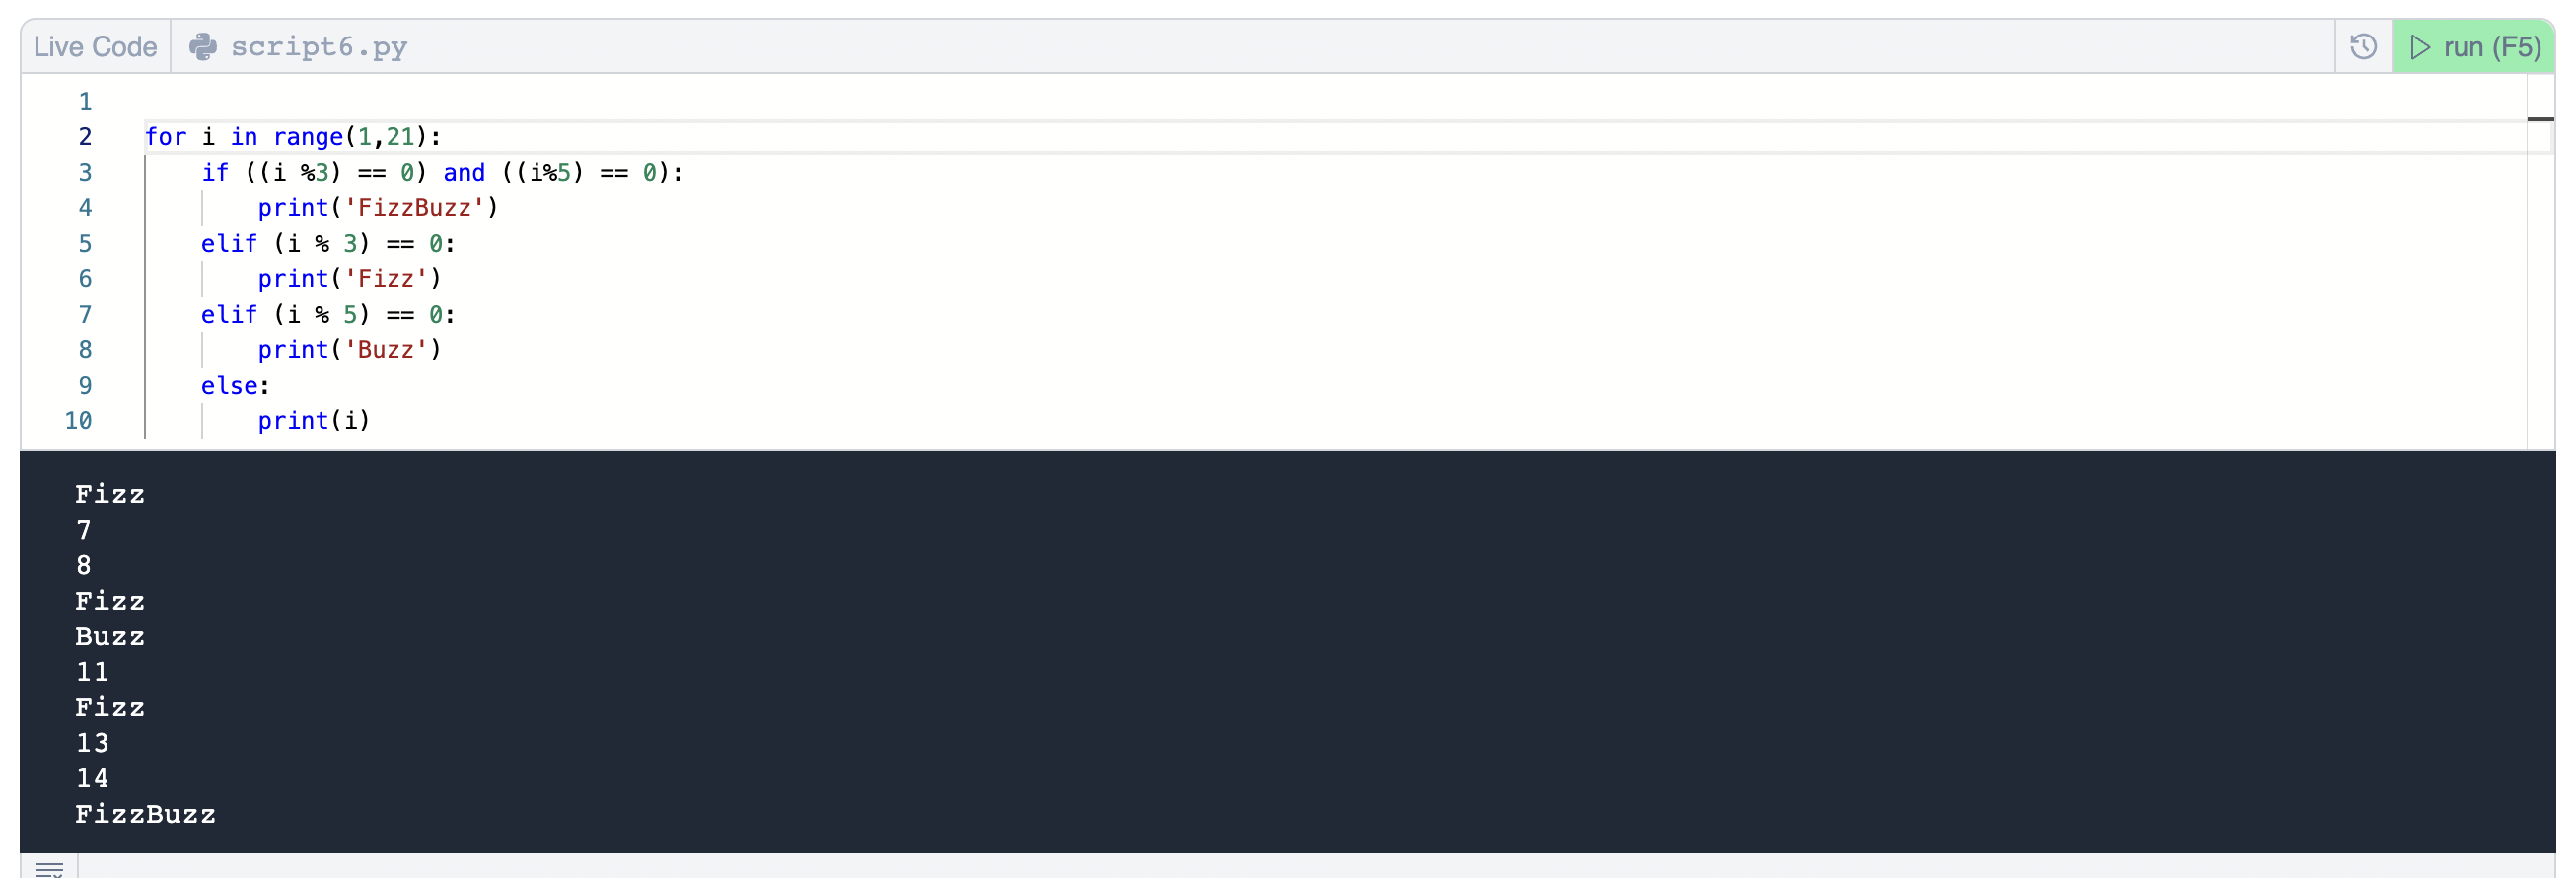 Live Code script6.py run (F5)
1
2 for i in range(1,21):
3 if ((i %3) == 0) and ((i%5) == 0):
4 print('FizzBuzz')
5 elif (i % 3) == 0:
6 print('Fizz')
7 elif (i % 5) == 0:
8 print('Buzz')
9 else:
10 print(i)
Fizz
7
8
Fizz
Buzz
11
Fizz
13
14
FizzBuzz